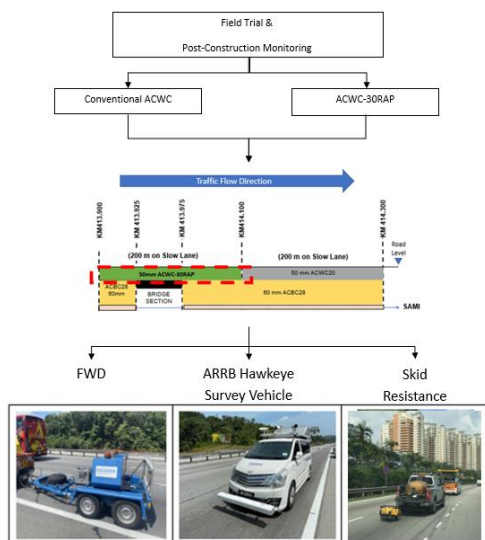 Field Trial &
Post-Construction Monitoring
Conventional ACWC
ACWC-30RAP
Traffic Flow Direction
KM413.900
KM 413.925
KM 413.975
KM414.100
KM 414.300
(200 m on Slow Lane)
(200 m on Slow Lane)
Road
Level
50mm ACWC-30RAP
50 mm ACWC20
ACBC28
60mm
BRIDGE
SECTION
60 mm ACBC28
SAMI
FWD
ARRB Hawkeye
Survey Vehicle
Skid
Resistance